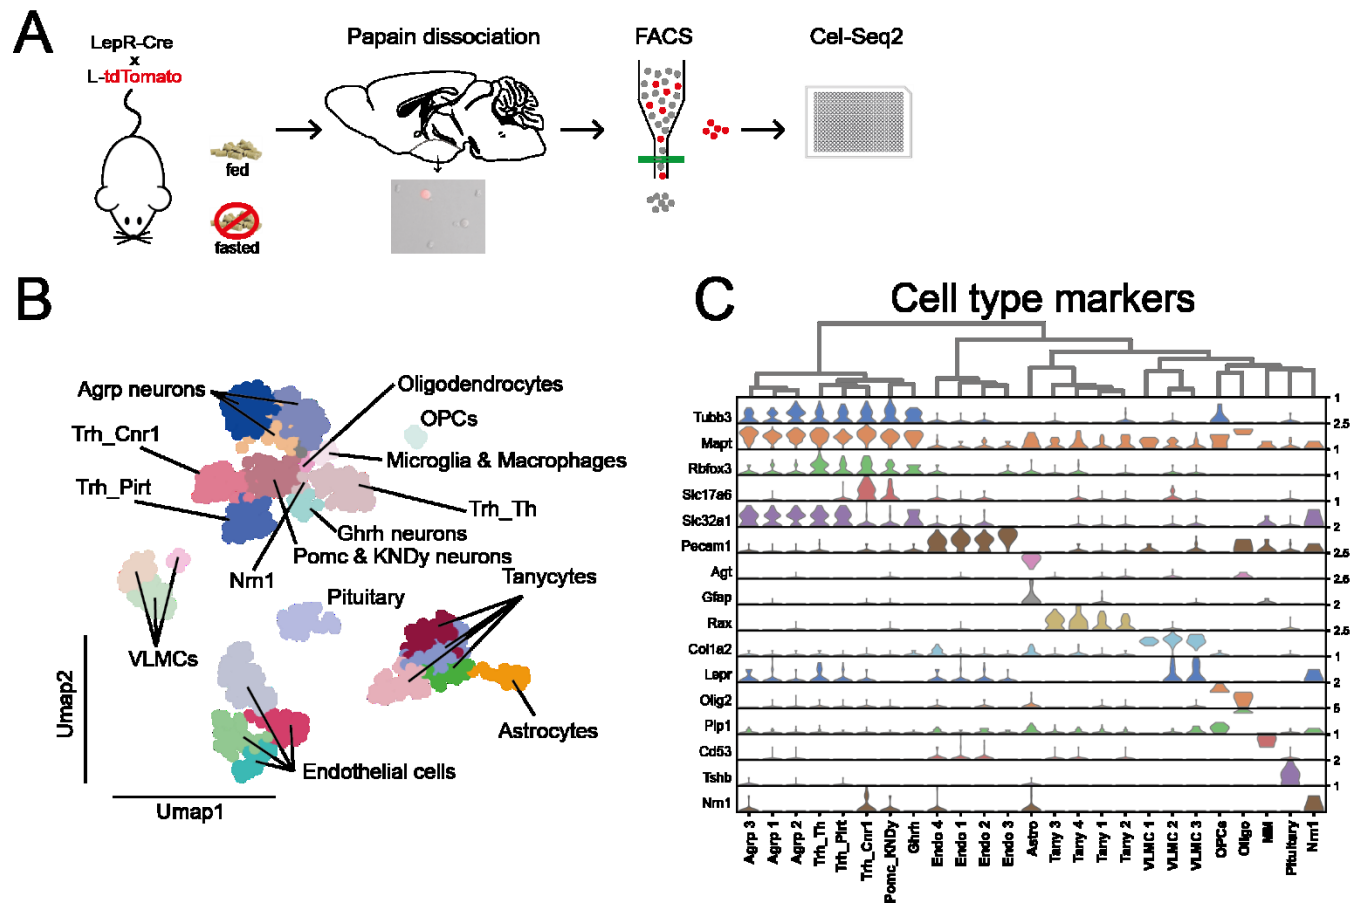 A
LepR-Cre
x
L-tdTomato
fed
fasted
Papain dissociation
FACS
Cel-Seq2
B
Agrp neurons
Oligodendrocytes
OPCs
Trh_Cnr1
Microglia & Macrophages
Trh_Pirt
Trh_Th
Ghrh neurons
Pomc & KNDy neurons
Nrn1
Tanycytes
Pituitary
VLMCs
Astrocytes
Endothelial cells
Umap2
Umap1
C
Cell type markers
Tubb3
Mapt
Rbfox3
Slc17a6
Slc32a1
Pecam1
Agt
Gfap
Rax
Col1a2
Lepr
Olig2
Plp1
Cd53
Tshb
Nrn1
1
2.5
1
1
1
2
2.5
2.5
2
2.5
1
2
5
1
2
1
Agrp 3
Agrp 1
Agrp 2
Trh_Th
Trh_Pirt
Trh_Cnr1
Pomc_KNDy
Ghrh
Endo 4
Endo 1
Endo 2
Endo 3
Astro
Tany 3
Tany 4
Tany 1
Tany 2
VLMC 1
VLMC 2
VLMC 3
OPCs
Oligo
MM
Pituitary
Nrn1